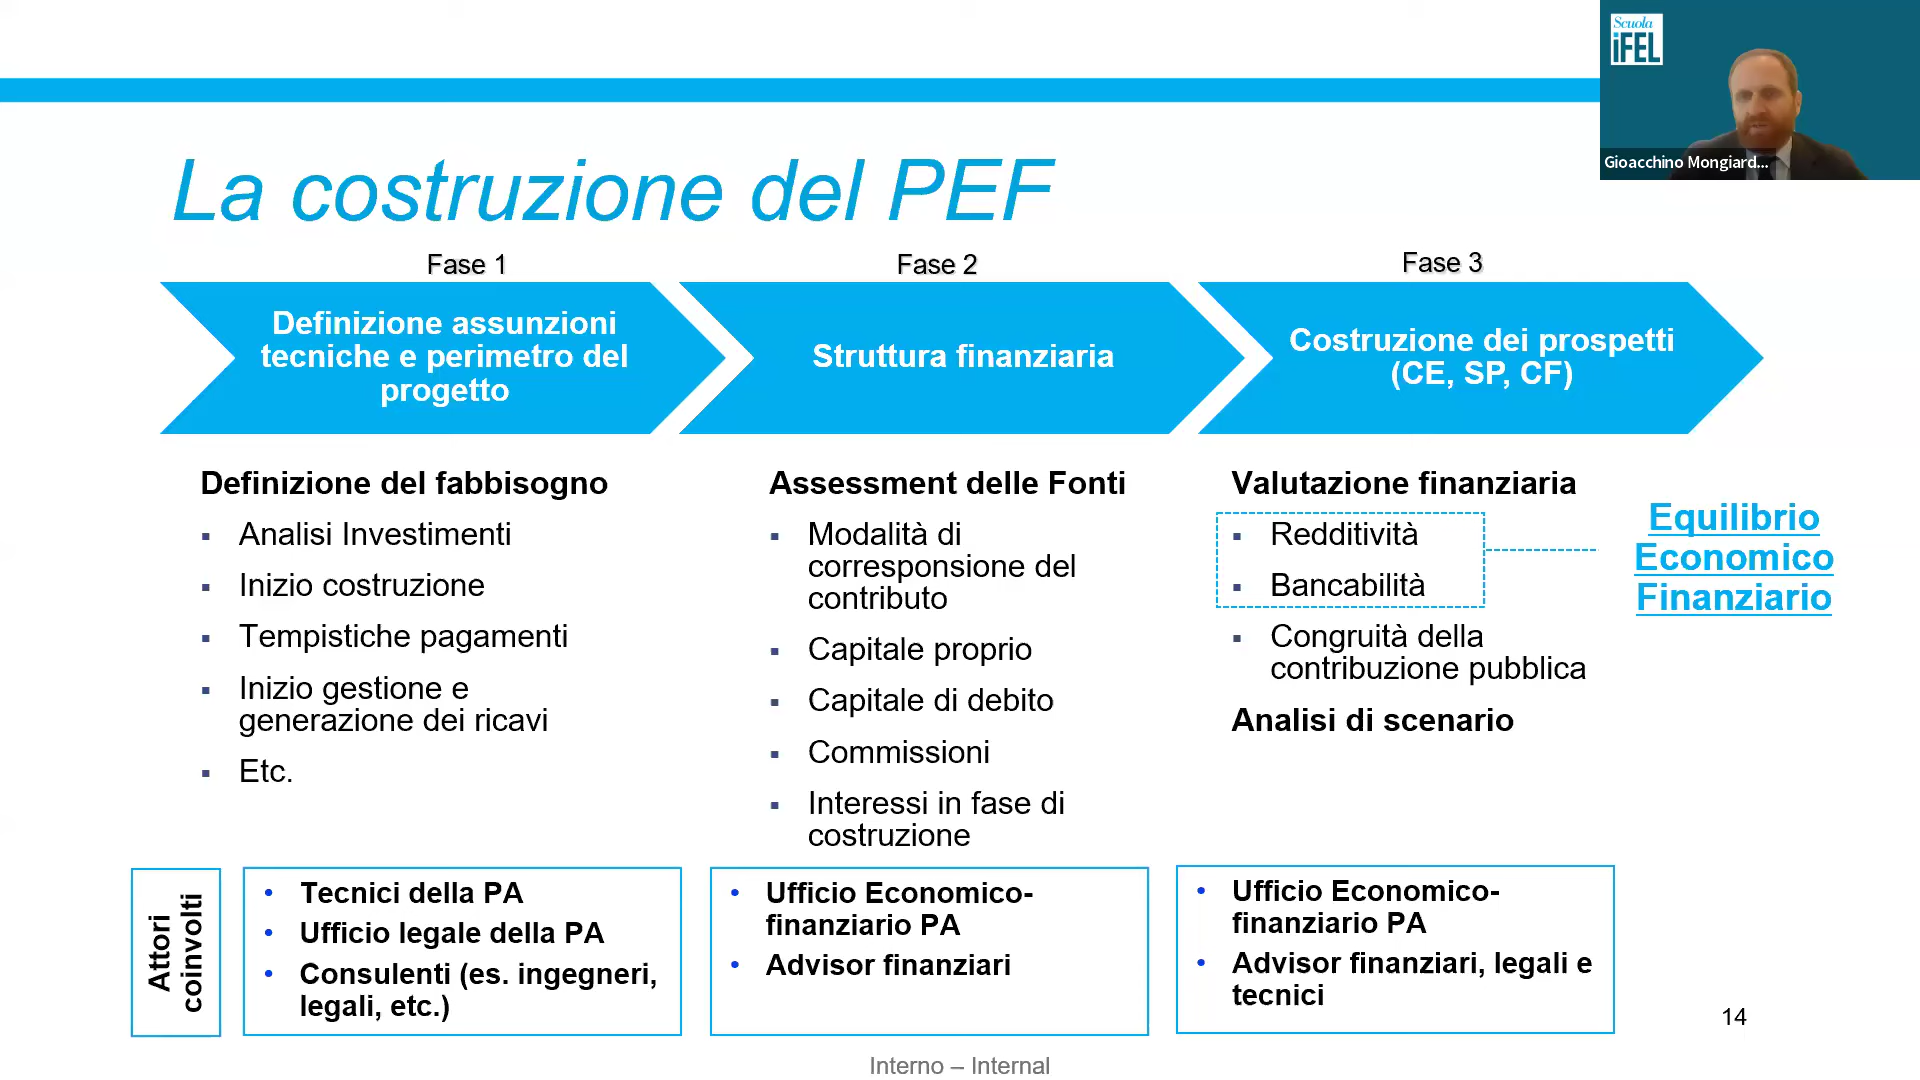 Scuola
iFEL
Gioacchino Mongiard...
La costruzione del PEF
Fase 1
Fase 2
Fase 3
Definizione assunzioni
tecniche e perimetro del
progetto
Struttura finanziaria
Costruzione dei prospetti
(CE, SP, CF)
Definizione del fabbisogno
Analisi Investimenti
Inizio costruzione
Tempistiche pagamenti
Inizio gestione e
generazione dei ricavi
Etc.
Assessment delle Fonti
Modalità di
corresponsione del
contributo
Capitale proprio
Capitale di debito
Commissioni
Interessi in fase di
costruzione
Valutazione finanziaria
Redditività
Bancabilità
Congruità della
contribuzione pubblica
Analisi di scenario
Equilibrio
Economico
Finanziario
Attori
coinvolti
Tecnici della PA
Ufficio legale della PA
Consulenti (es. ingegneri,
legali, etc.)
Ufficio Economico-
finanziario PA
Advisor finanziari
Ufficio Economico-
finanziario PA
Advisor finanziari, legali e
tecnici
14
Interno – Internal